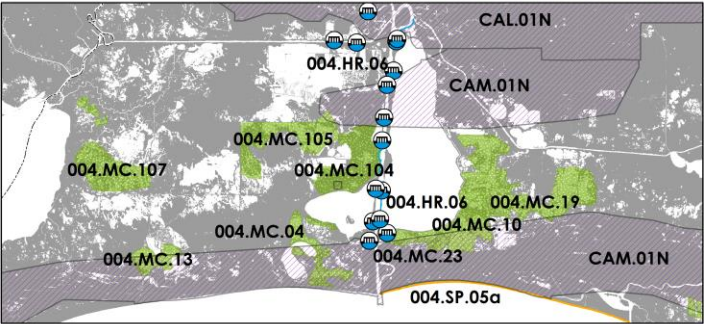 CAL.01N
004.HR.06
CAM.01N
004.MC.105
004.MC.107
004.MC.104
004.HR.06
004.MC.19
004.MC.04
004.MC.10
004.MC.13
004.MC.23
CAM.01N
004.SP.05a